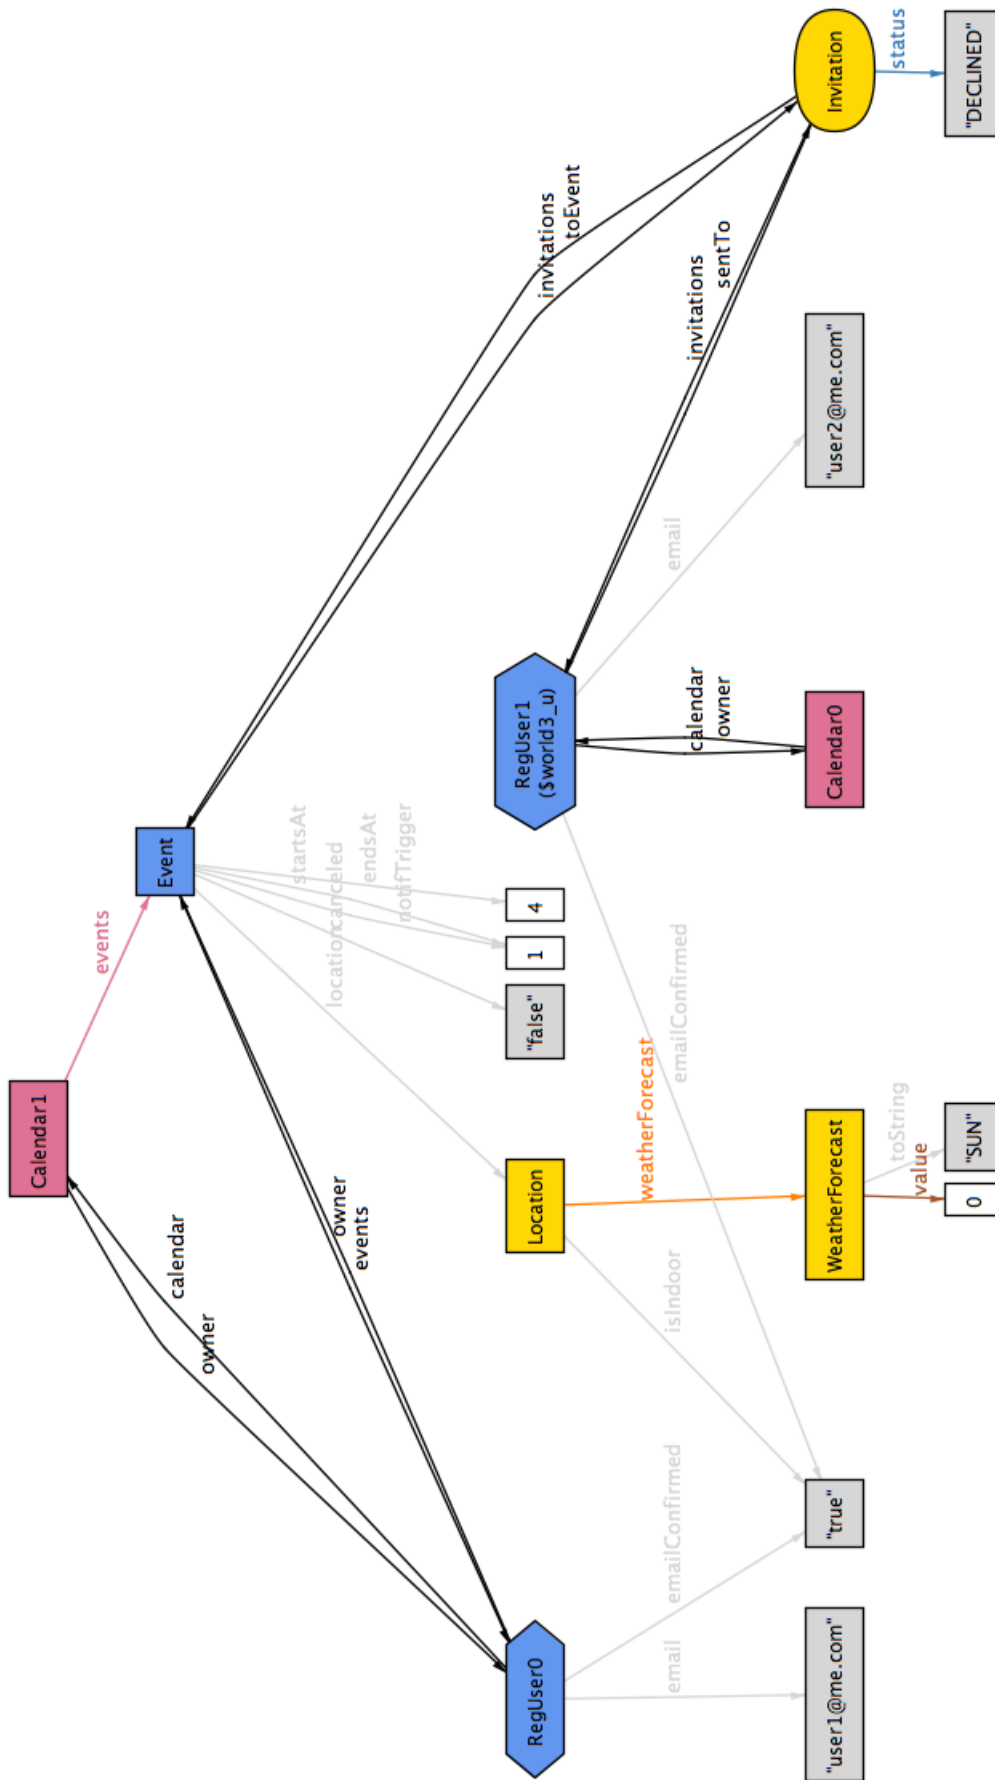 Calendar1
events
Event
calendar
owner
owner
events
invitations
toEvent
startsAt
locationcanceled
endsAt
notifTrigger
RegUser0
Location
"false"
1
4
RegUser1
($world3_u)
invitations
sentTo
Invitation
email
emailConfirmed
isIndoor
weatherForecast
emailConfirmed
calendar
owner
email
status
"user1@me.com"
"true"
WeatherForecast
Calendar0
"user2@me.com"
toString
value
0
"SUN"
"DECLINED"